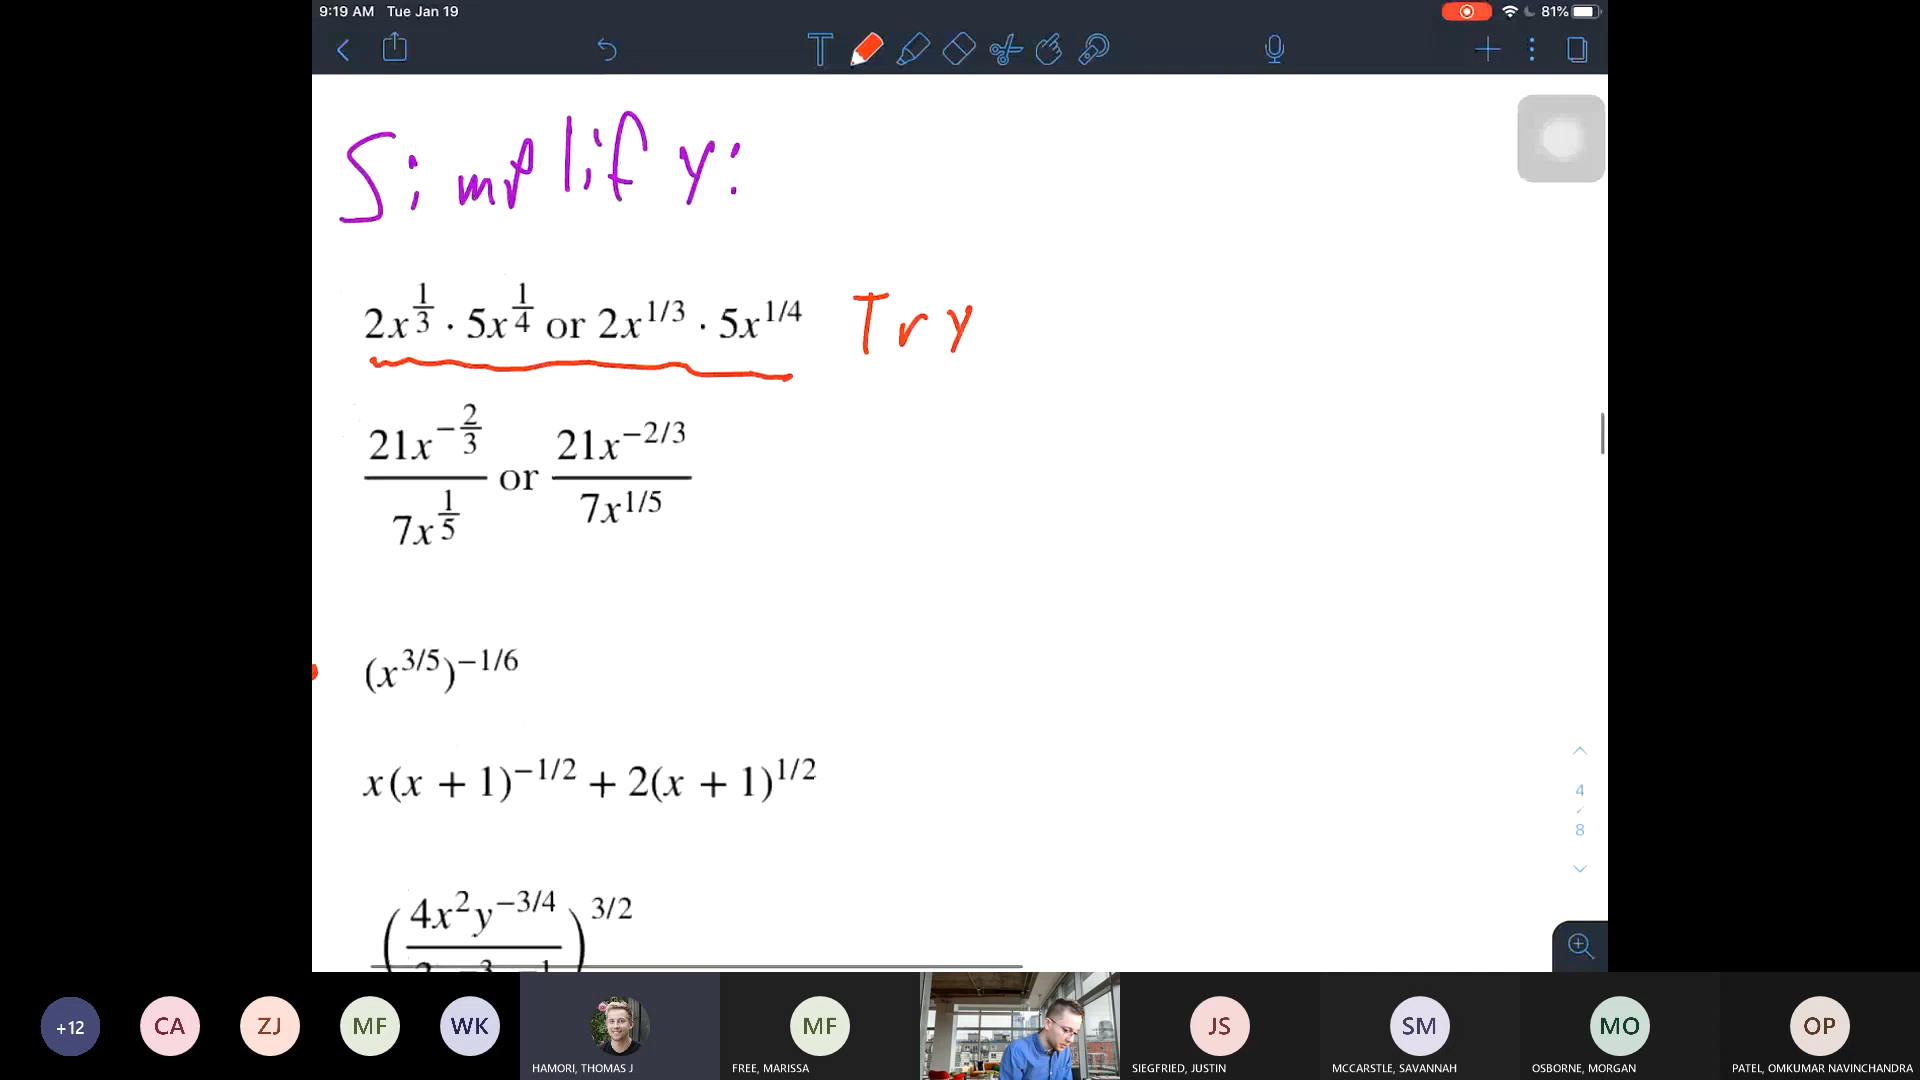 9:19 AM Tue Jan 19 81%
Simplify:
2x^{1/3} · 5x^{1/4} or 2x^{1/3} · 5x^{1/4} Try
21x^{-2/3} / 7x^{1/5} or 21x^{-2/3} / 7x^{1/5}
(x^{3/5})^{-1/6}
x(x + 1)^{-1/2} + 2(x + 1)^{1/2}
4
/
8
(4x^2y^{-3/4})^{3/2}
+12 CA ZJ MF WK MF JS SM MO OP
HAMORI, THOMAS J FREE, MARISSA SIEGFRIED, JUSTIN MCCARSTLE, SAVANNAH OSBORNE, MORGAN PATEL, OMKUMAR NAVINCHANDRA